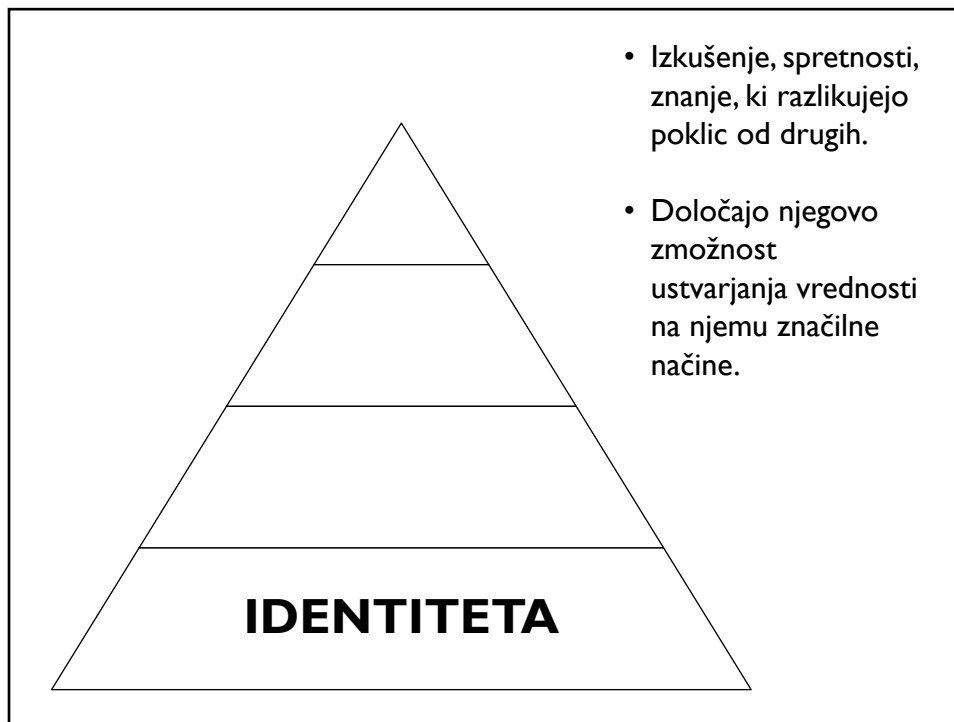 • Izkušenje, spretnosti,
znanje, ki razlikujejo
poklic od drugih.
• Določajo njegovo
zmožnost
ustvarjanja vrednosti
na njemu značilne
načine.
IDENTITETA